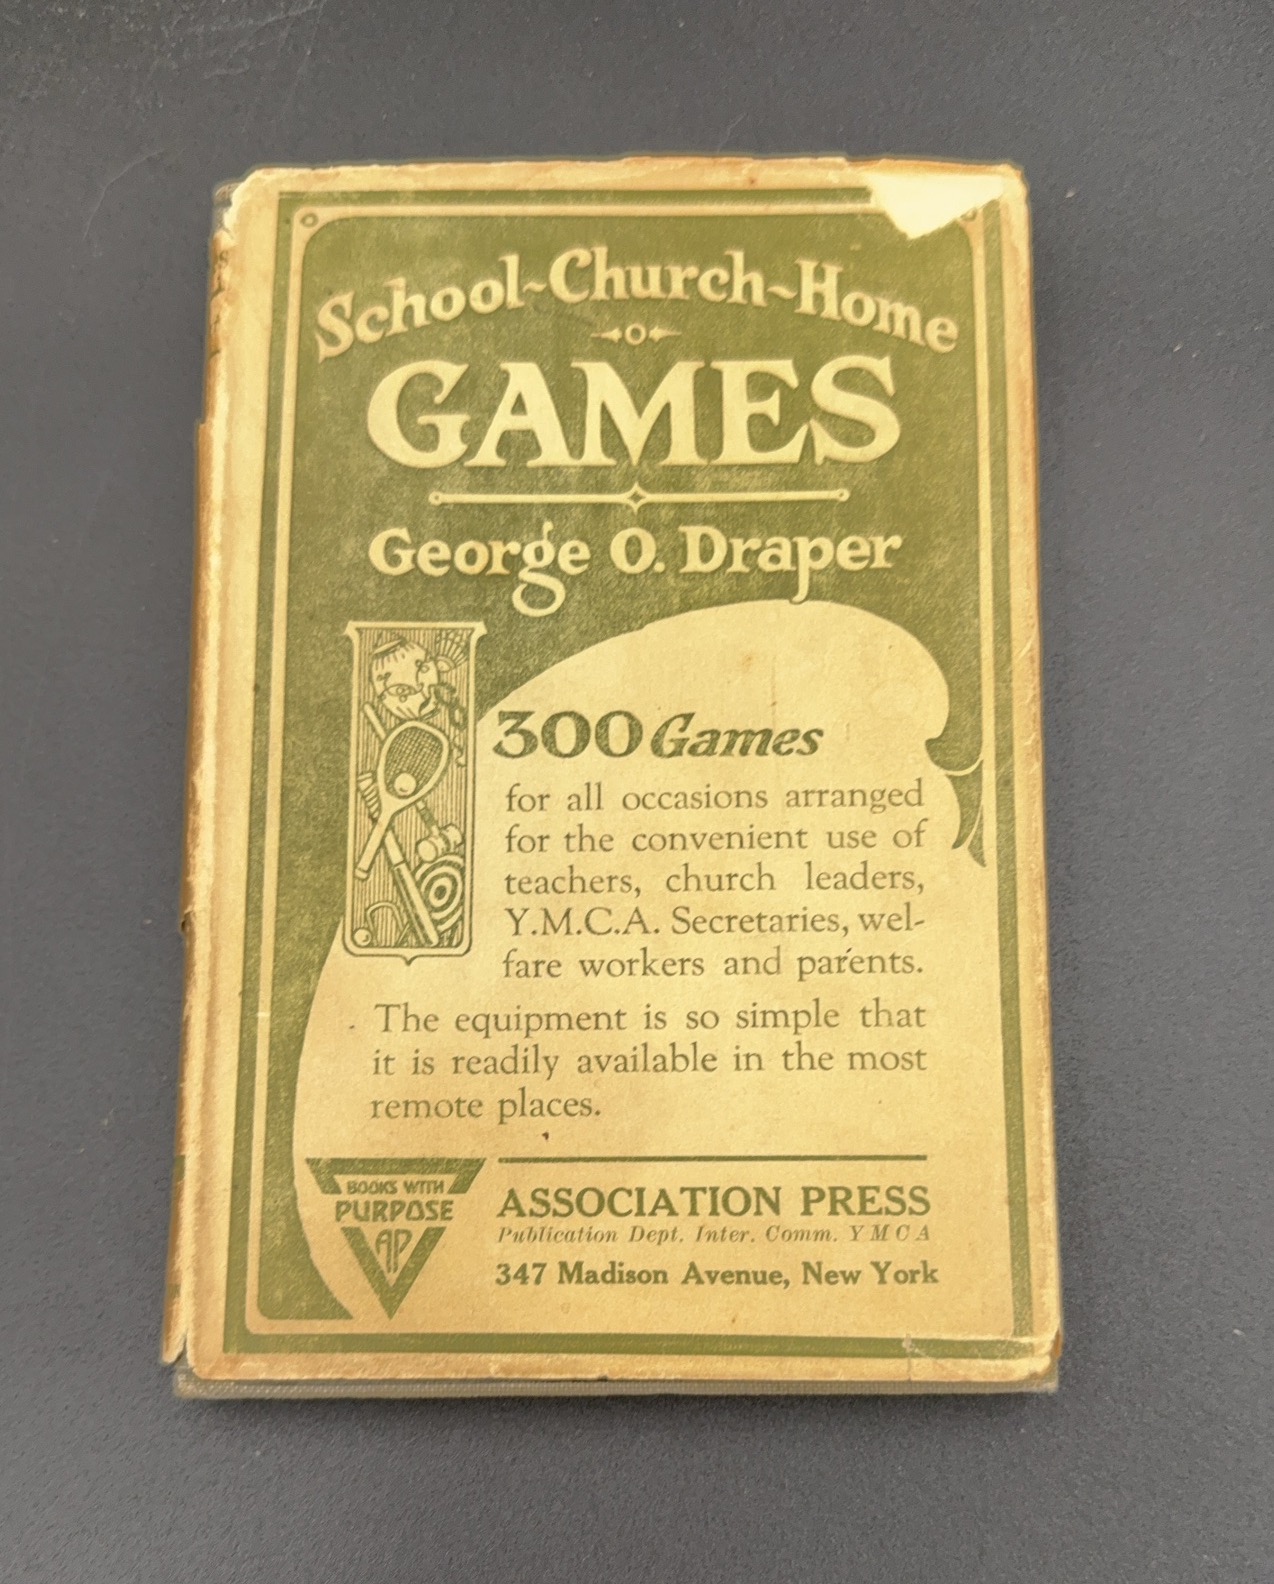 School~Church~Home
GAMES
George O. Draper
300 Games
for all occasions arranged
for the convenient use of
teachers, church leaders,
Y.M.C.A. Secretaries, wel-
fare workers and parents.
The equipment is so simple that
it is readily available in the most
remote places.
BOOKS WITH
PURPOSE
AP
ASSOCIATION PRESS
Publication Dept. Inter. Comm. Y M C A
347 Madison Avenue, New York